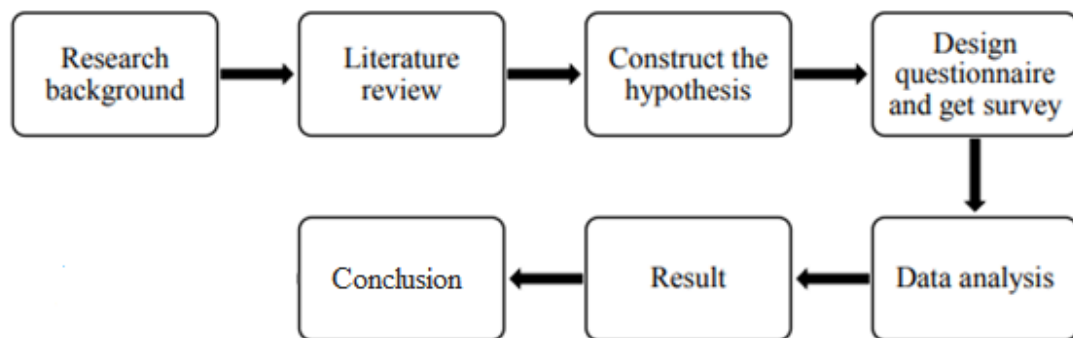 Research
background
Literature
review
Construct the
hypothesis
Design
questionnaire
and get survey
Conclusion
Result
Data analysis